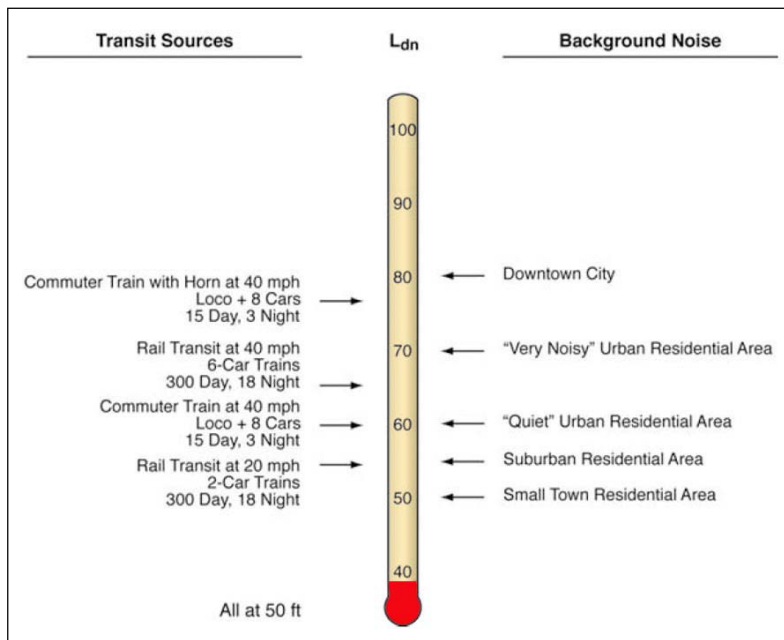 Transit Sources
Ldn
Background Noise
100
90
80
70
60
50
40
Commuter Train with Horn at 40 mph
Loco + 8 Cars
15 Day, 3 Night
Rail Transit at 40 mph
6-Car Trains
300 Day, 18 Night
Commuter Train at 40 mph
Loco + 8 Cars
15 Day, 3 Night
Rail Transit at 20 mph
2-Car Trains
300 Day, 18 Night
All at 50 ft
Downtown City
“Very Noisy” Urban Residential Area
“Quiet” Urban Residential Area
Suburban Residential Area
Small Town Residential Area